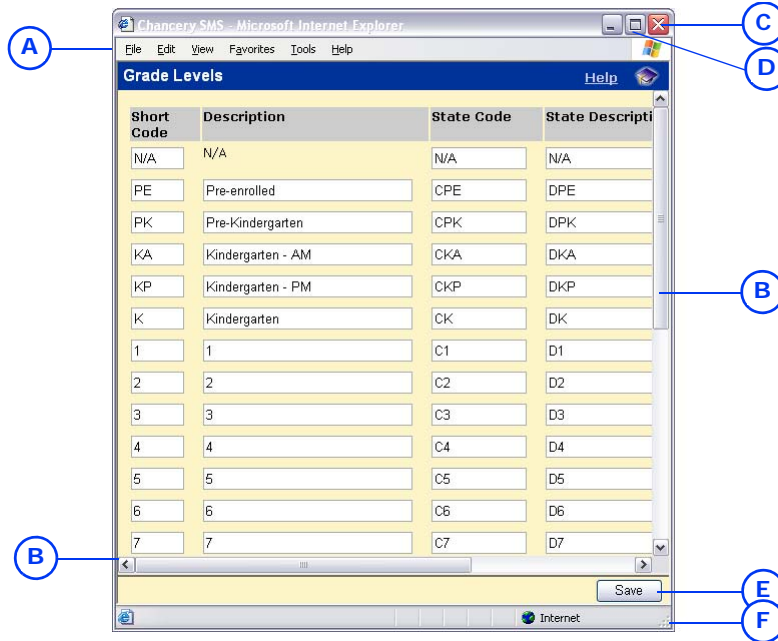 Chancery SMS - Microsoft Internet Explorer
C
A
File Edit View Favorites Tools Help
D
Grade Levels Help
Short Code Description State Code State Descripti
N/A N/A N/A N/A
PE Pre-enrolled CPE DPE
PK Pre-Kindergarten CPK DPK
KA Kindergarten - AM CKA DKA
KP Kindergarten - PM CKP DKP
B
K Kindergarten CK DK
1 1 C1 D1
2 2 C2 D2
3 3 C3 D3
4 4 C4 D4
5 5 C5 D5
6 6 C6 D6
7 7 C7 D7
B
Save
E
Internet
F